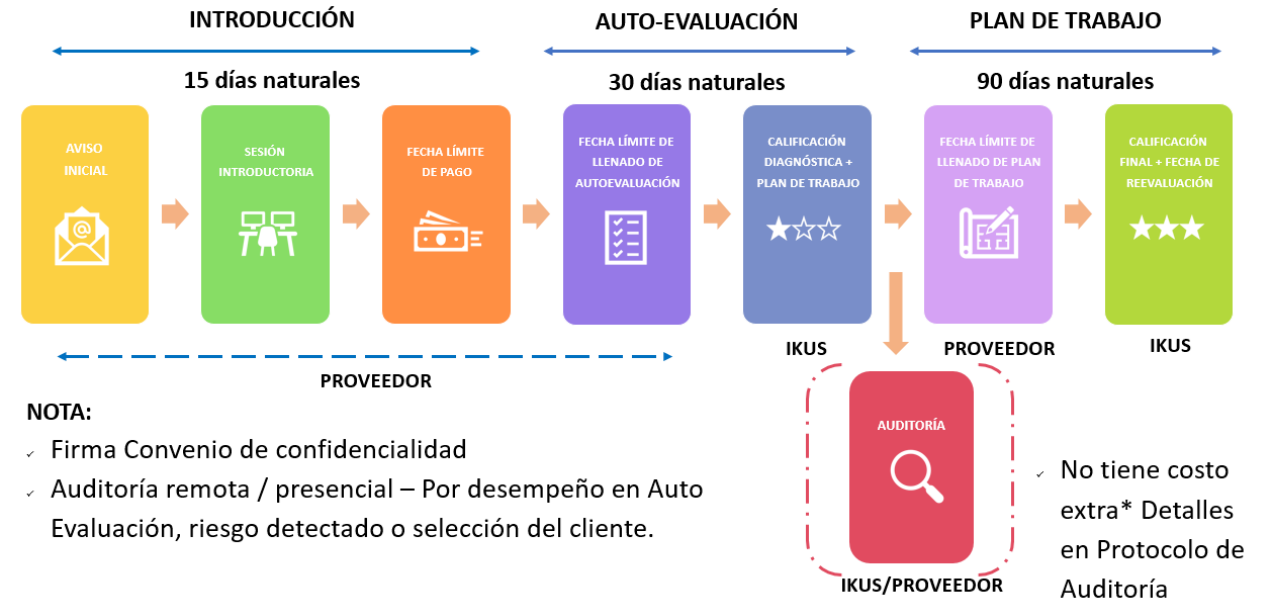 INTRODUCCIÓN
AUTO-EVALUACIÓN
PLAN DE TRABAJO
15 días naturales
30 días naturales
90 días naturales
AVISO
INICIAL
SESIÓN
INTRODUCTORIA
FECHA LÍMITE
DE PAGO
FECHA LÍMITE DE
LLENADO DE
AUTOEVALUACIÓN
CALIFICACIÓN
DIAGNÓSTICA +
PLAN DE TRABAJO
FECHA LÍMITE DE
LLENADO DE PLAN
DE TRABAJO
CALIFICACIÓN
FINAL + FECHA DE
REEVALUACIÓN
PROVEEDOR
IKUS
PROVEEDOR
IKUS
NOTA:
✓ Firma Convenio de confidencialidad
✓ Auditoría remota / presencial – Por desempeño en Auto
Evaluación, riesgo detectado o selección del cliente.
AUDITORÍA
IKUS/PROVEEDOR
✓ No tiene costo
extra* Detalles
en Protocolo de
Auditoría